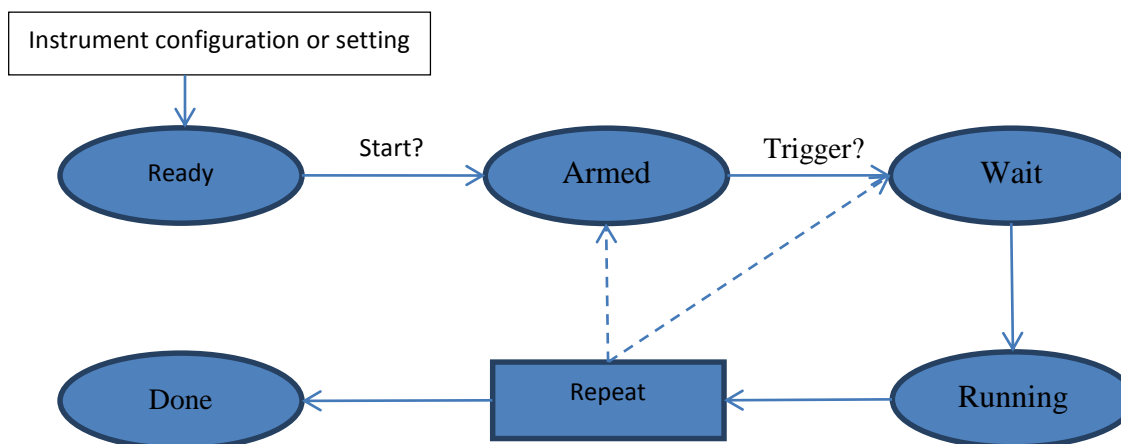 Instrument configuration or setting
Ready
Start?
Armed
Trigger?
Wait
Done
Repeat
Running